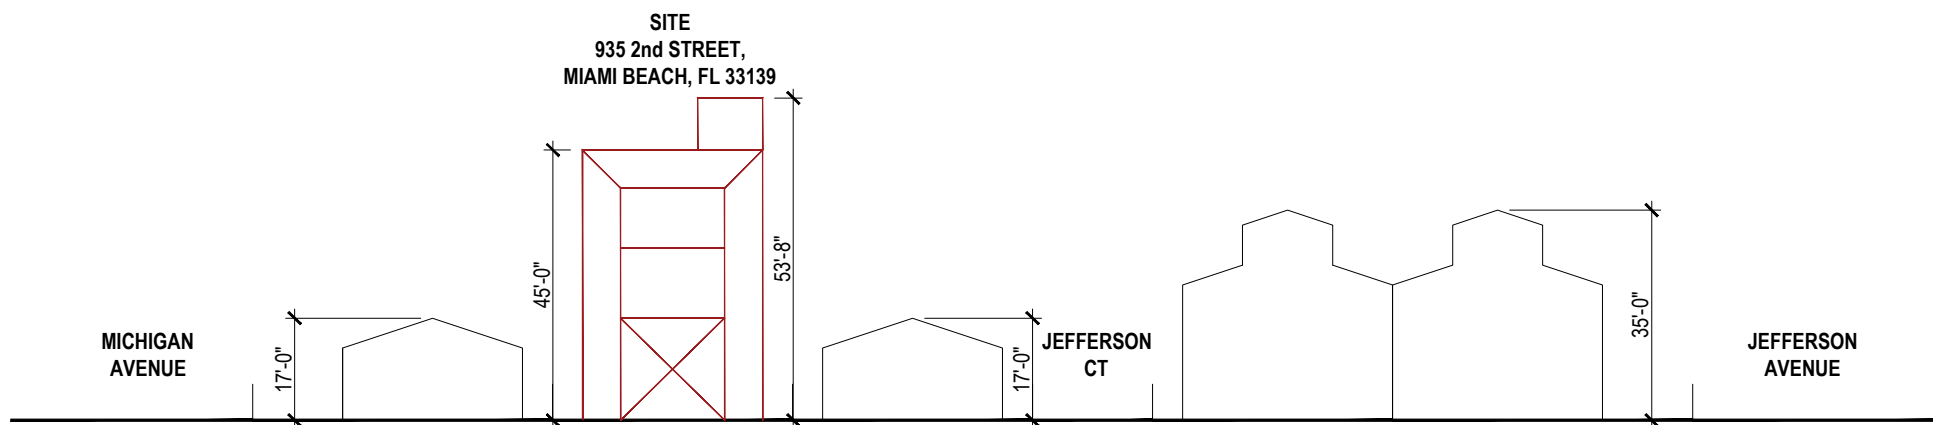 SITE
935 2nd STREET,
MIAMI BEACH, FL 33139
MICHIGAN
AVENUE
17'-0"
45'-0"
53'-8"
17'-0"
JEFFERSON
CT
35'-0"
JEFFERSON
AVENUE